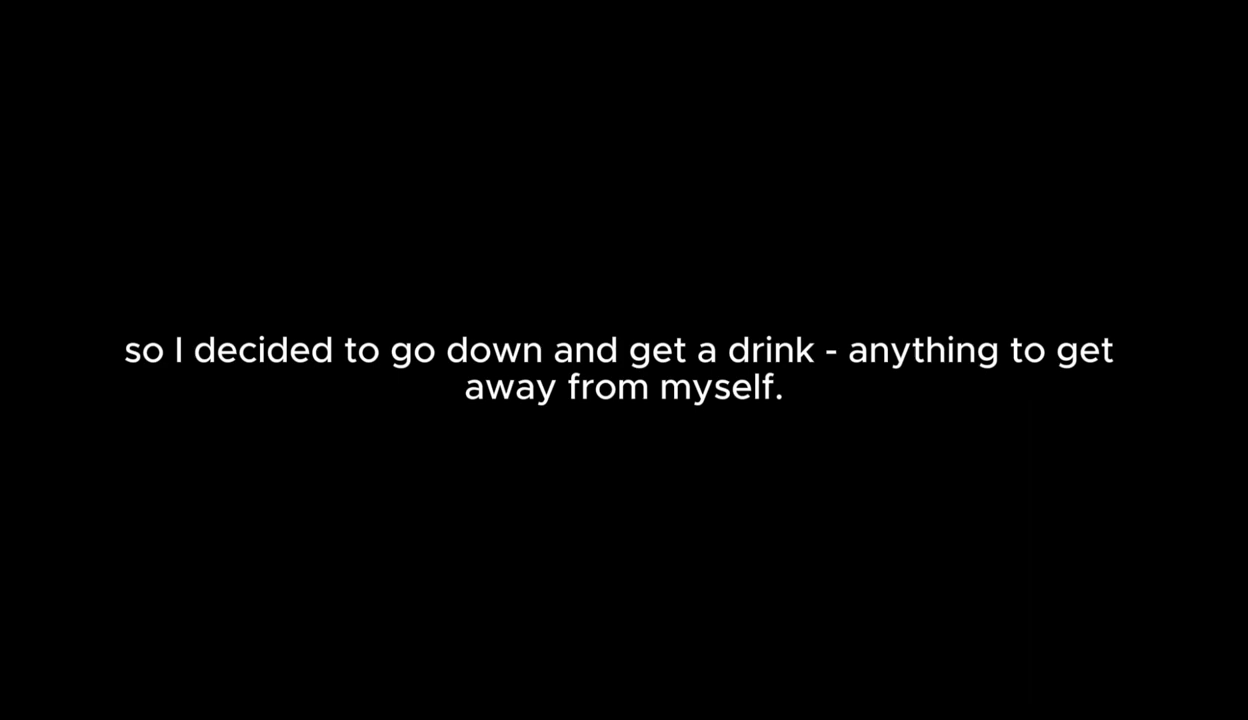 so I decided to go down and get a drink - anything to get
away from myself.